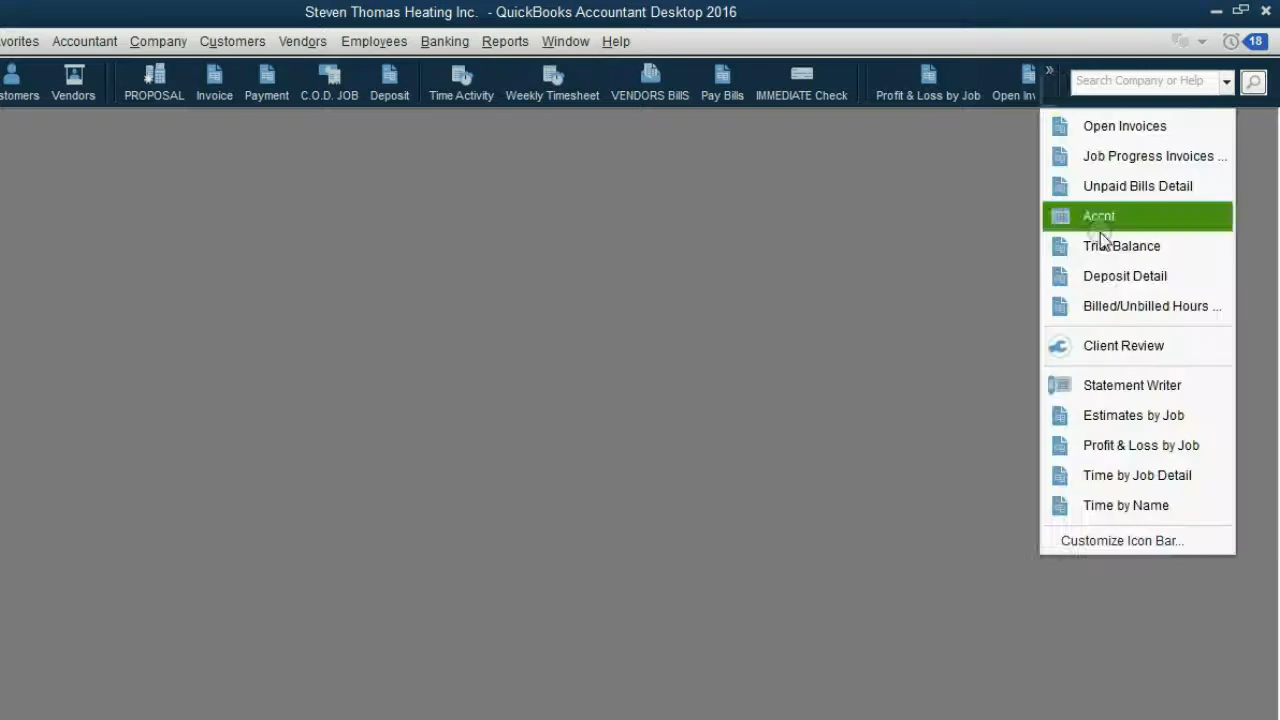 Steven Thomas Heating Inc. - QuickBooks Accountant Desktop 2016
vorites Accountant Company Customers Vendors Employees Banking Reports Window Help 18
stomers Vendors PROPOSAL Invoice Payment C.O.D. JOB Deposit Time Activity Weekly Timesheet VENDORS BillS Pay Bills IMMEDIATE Check Profit & Loss by Job Open Inv » Search Company or Help
Open Invoices
Job Progress Invoices ...
Unpaid Bills Detail
Accnt
Trial Balance
Deposit Detail
Billed/Unbilled Hours ...
Client Review
Statement Writer
Estimates by Job
Profit & Loss by Job
Time by Job Detail
Time by Name
Customize Icon Bar...